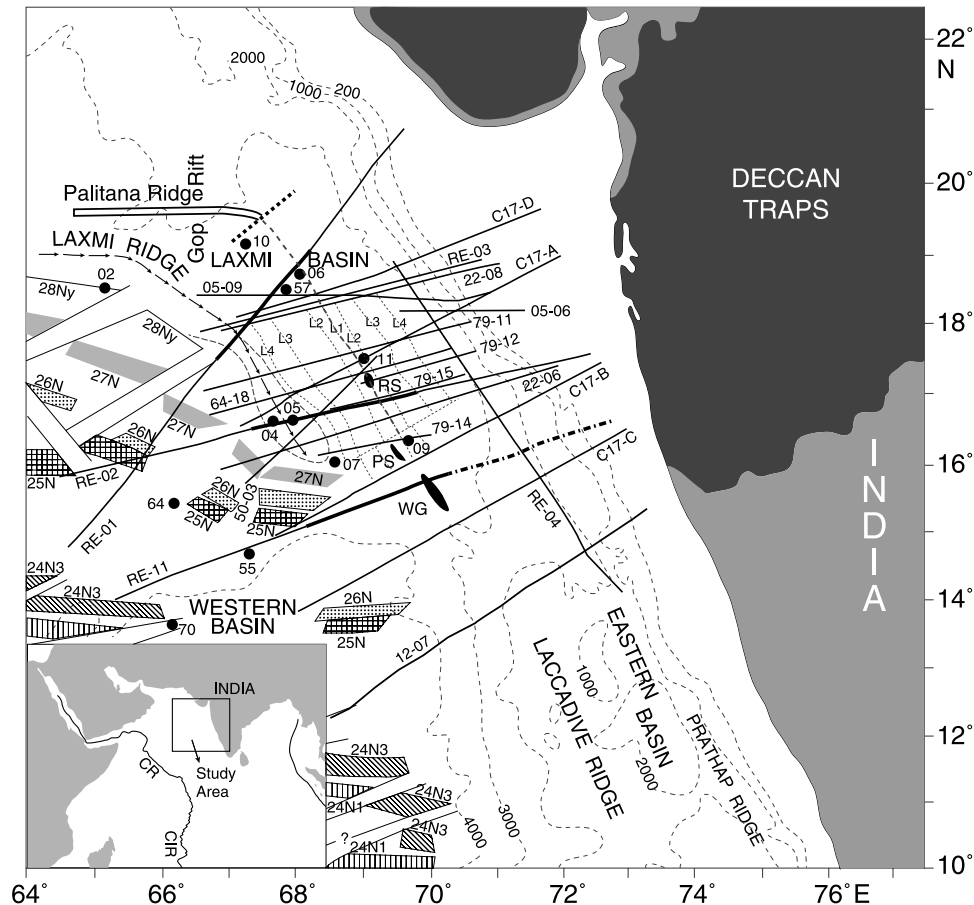 22°
N
20°
18°
16°
14°
12°
10°
64°
66°
68°
70°
72°
74°
76° E
2000
1000
200
DECCAN
TRAPS
INDIA
Palitana Ridge
Gop Rift
LAXMI RIDGE
LAXMI BASIN
10
02
06
57
28Ny
05-09
C17-D
RE-03
C17-A
22-08
05-06
79-11
79-12
28Ny
L4
L3
L2
L1
L2
L3
L4
11
RS
79-15
22-06
C17-B
27N
26N
64-18
05
04
27N
26N
25N
RE-02
79-14
09
07
PS
C17-C
27N
64
26N
25N
50-03
25N
WG
RE-04
RE-01
RE-11
55
24N3
24N3
70
WESTERN
BASIN
26N
25N
12-07
LACCADIVE RIDGE
EASTERN BASIN
PRATHAP RIDGE
1000
2000
3000
4000
24N3
24N1
24N3
?
24N3
24N1
INDIA
Study
Area
CR
CIR